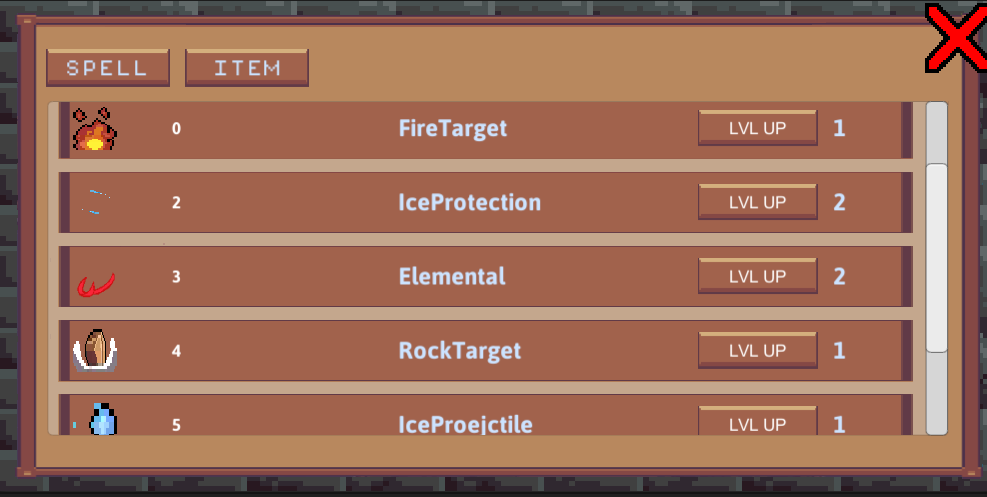 SPELL ITEM
0 FireTarget LVL UP 1
2 IceProtection LVL UP 2
3 Elemental LVL UP 2
4 RockTarget LVL UP 1
5 IceProejctile LVL UP 1